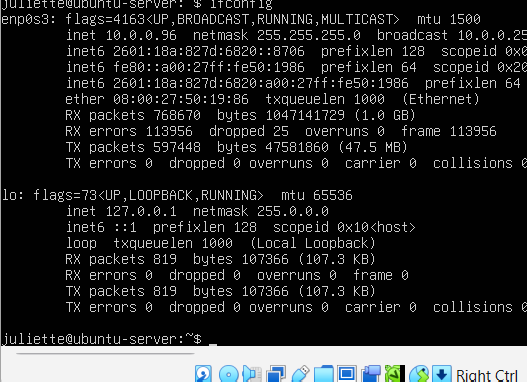 juliette@ubuntu-server:~$ ifconfig
enp0s3: flags=4163<UP,BROADCAST,RUNNING,MULTICAST>  mtu 1500
inet 10.0.0.96  netmask 255.255.255.0  broadcast 10.0.0.25
inet6 2601:18a:827d:6820::8706  prefixlen 128  scopeid 0x0
inet6 fe80::a00:27ff:fe50:1986  prefixlen 64  scopeid 0x20
inet6 2601:18a:827d:6820:a00:27ff:fe50:1986  prefixlen 64
ether 08:00:27:50:19:86  txqueuelen 1000  (Ethernet)
RX packets 768670  bytes 1047141729 (1.0 GB)
RX errors 113956  dropped 25  overruns 0  frame 113956
TX packets 597448  bytes 47581860 (47.5 MB)
TX errors 0  dropped 0 overruns 0  carrier 0  collisions 0
lo: flags=73<UP,LOOPBACK,RUNNING>  mtu 65536
inet 127.0.0.1  netmask 255.0.0.0
inet6 ::1  prefixlen 128  scopeid 0x10<host>
loop  txqueuelen 1000  (Local Loopback)
RX packets 819  bytes 107366 (107.3 KB)
RX errors 0  dropped 0  overruns 0  frame 0
TX packets 819  bytes 107366 (107.3 KB)
TX errors 0  dropped 0 overruns 0  carrier 0  collisions 0
juliette@ubuntu-server:~$ _
Right Ctrl